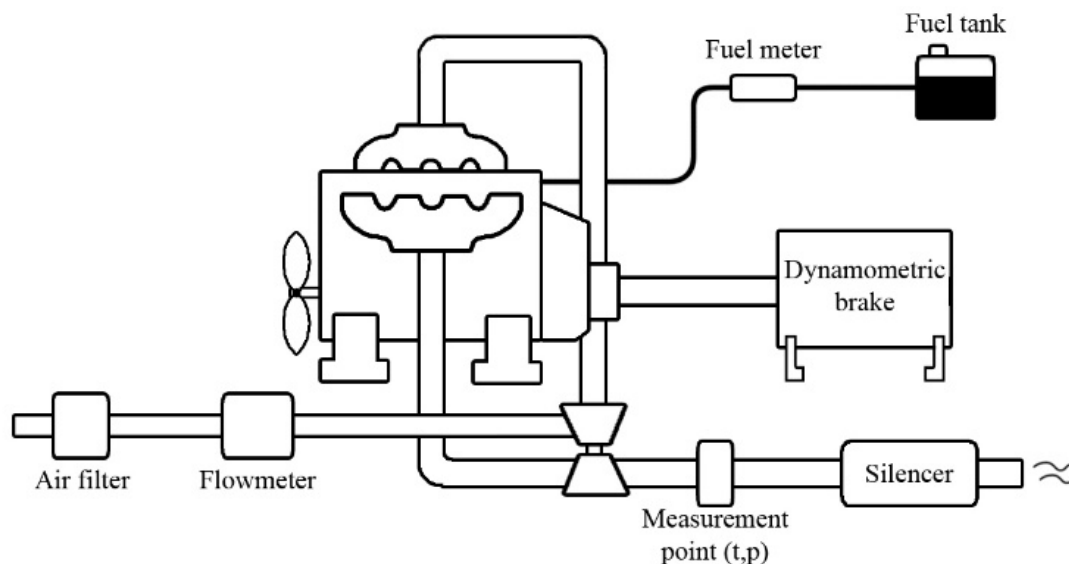 Fuel tank
Fuel meter
Dynamometric
brake
Air filter
Flowmeter
Silencer
Measurement
point (t,p)